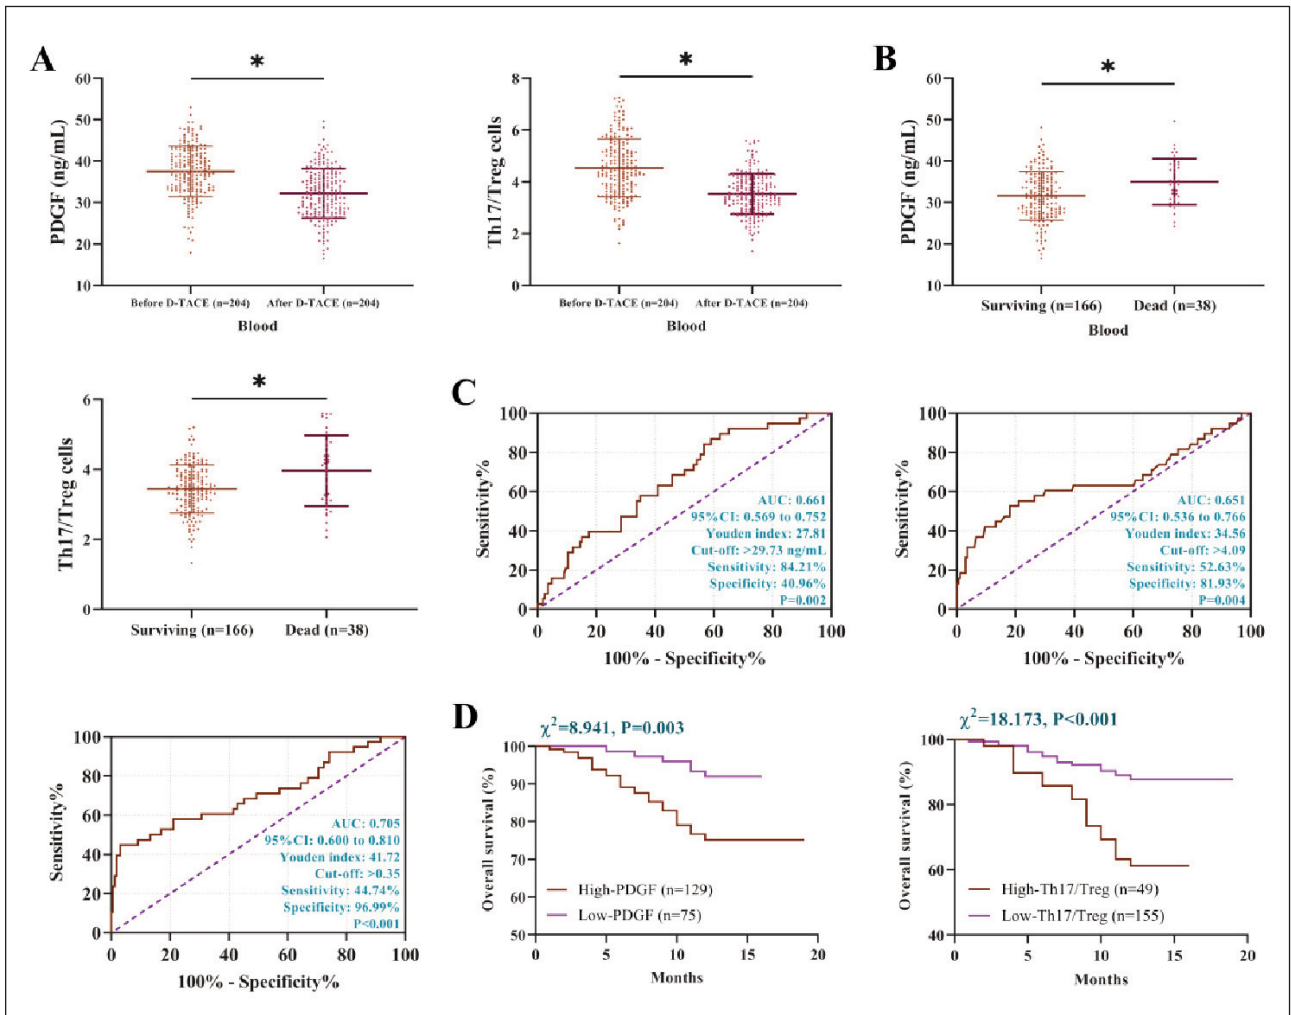 A
*
60
50
40
30
20
10
PDGF (ng/mL)
Before D-TACE (n=204)
After D-TACE (n=204)
Blood
*
8
6
4
2
0
Th17/Treg cells
Before D-TACE (n=204)
After D-TACE (n=204)
Blood
B
*
60
50
40
30
20
10
PDGF (ng/mL)
Surviving (n=166)
Dead (n=38)
Blood
*
6
4
2
0
Th17/Treg cells
Surviving (n=166)
Dead (n=38)
C
100
80
60
40
20
0
Sensitivity%
AUC: 0.661
95%CI: 0.569 to 0.752
Youden index: 27.81
Cut-off: >29.73 ng/mL
Sensitivity: 84.21%
Specificity: 40.96%
P=0.002
0 20 40 60 80 100
100% - Specificity%
100
80
60
40
20
0
Sensitivity%
AUC: 0.651
95%CI: 0.536 to 0.766
Youden index: 34.56
Cut-off: >4.09
Sensitivity: 52.63%
Specificity: 81.93%
P=0.004
0 20 40 60 80 100
100% - Specificity%
100
80
60
40
20
0
Sensitivity%
AUC: 0.705
95%CI: 0.600 to 0.810
Youden index: 41.72
Cut-off: >0.35
Sensitivity: 44.74%
Specificity: 96.99%
P<0.001
0 20 40 60 80 100
100% - Specificity%
D
χ²=8.941, P=0.003
100
90
80
70
60
50
Overall survival (%)
High-PDGF (n=129)
Low-PDGF (n=75)
0 5 10 15 20
Months
χ²=18.173, P<0.001
100
80
60
40
Overall survival (%)
High-Th17/Treg (n=49)
Low-Th17/Treg (n=155)
0 5 10 15 20
Months